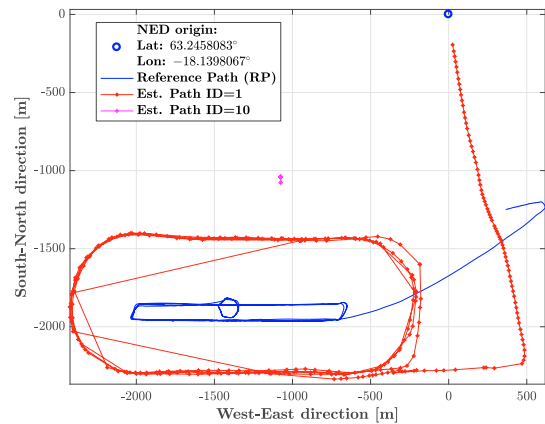 NED origin:
Lat: 63.2458083°
Lon: −18.1398067°
Reference Path (RP)
Est. Path ID=1
Est. Path ID=10
South-North direction [m]
0
-500
-1000
-1500
-2000
-2000
-1500
-1000
-500
0
500
West-East direction [m]